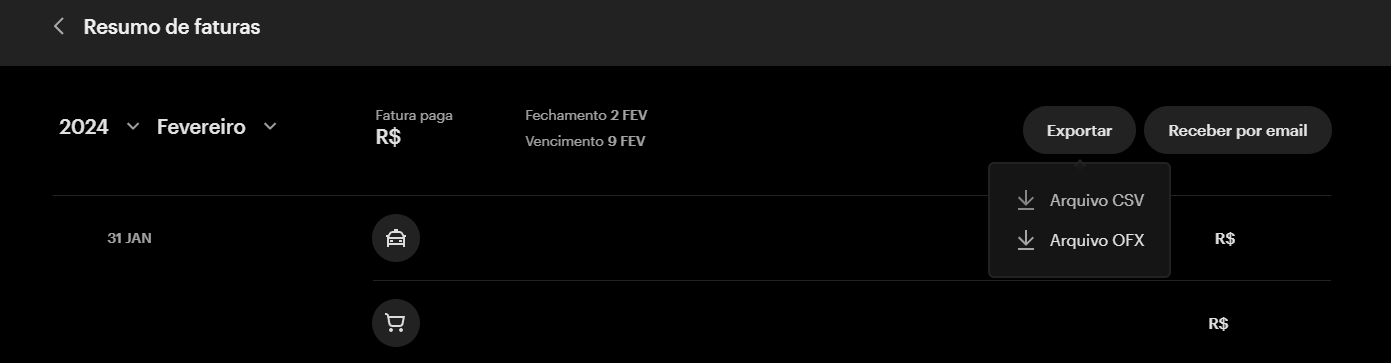 Resumo de faturas
2024 Fevereiro
Fatura paga
R$
Fechamento 2 FEV
Vencimento 9 FEV
Exportar
Receber por email
Arquivo CSV
Arquivo OFX
31 JAN
R$
R$